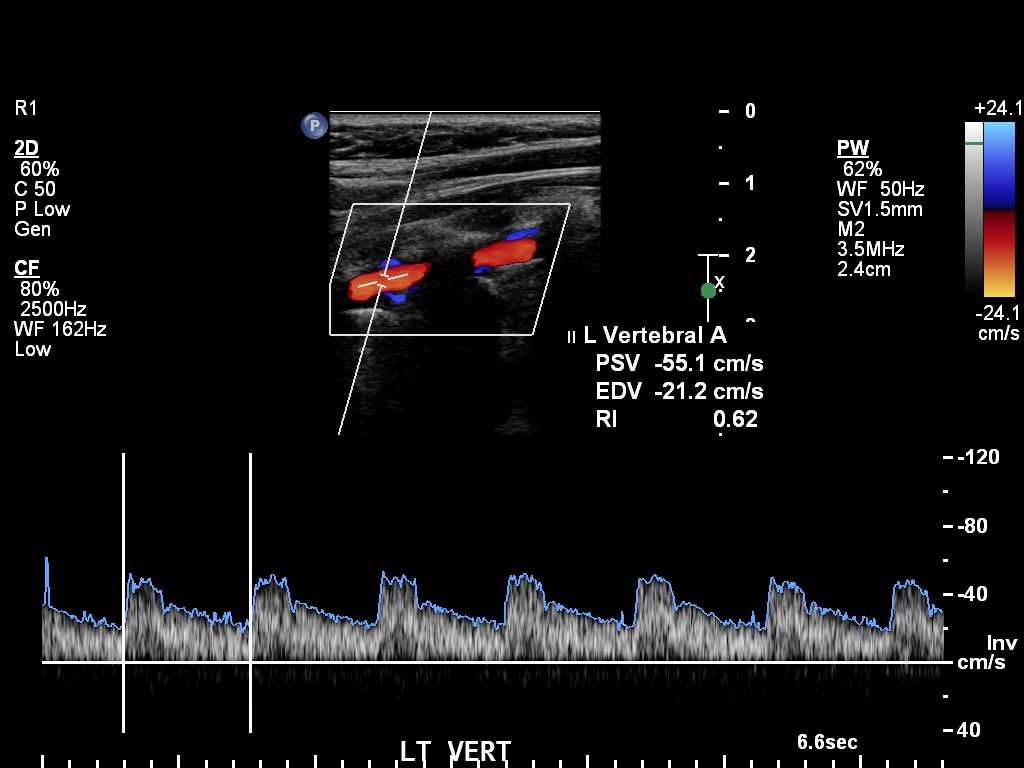 R1
P
2D
60%
C 50
P Low
Gen
CF
80%
2500Hz
WF 162Hz
Low
0
1
2
X
PW
62%
WF 50Hz
SV1.5mm
M2
3.5MHz
2.4cm
+24.1
-24.1
cm/s
L Vertebral A
PSV -55.1 cm/s
EDV -21.2 cm/s
RI 0.62
-120
-80
-40
Inv
cm/s
40
6.6sec
LT VERT